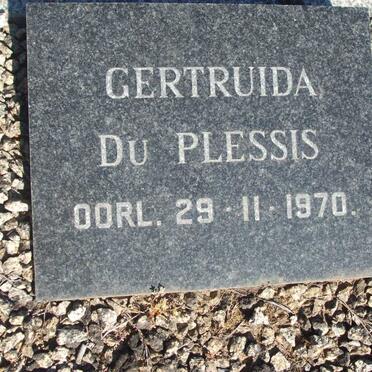 GERTRUIDA
DU PLESSIS
OORL. 29·11·1970.